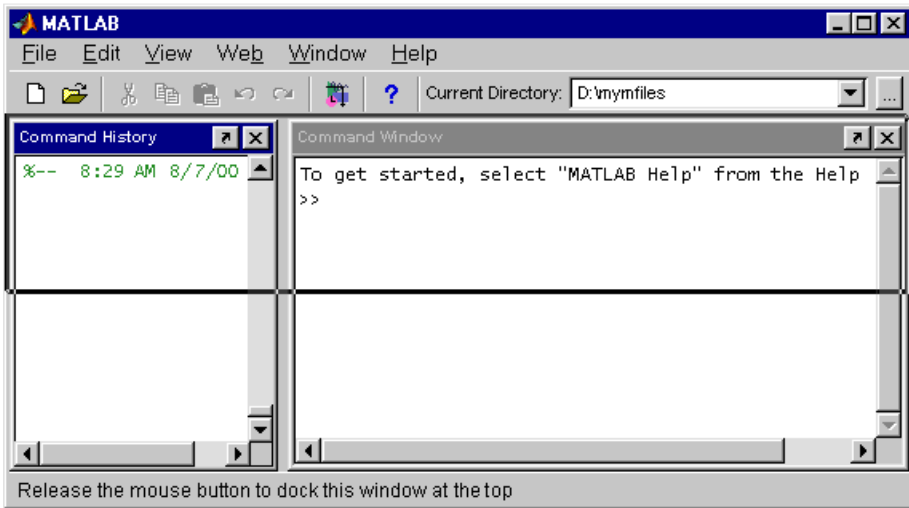 MATLAB
File Edit View Web Window Help
? Current Directory: D:\mymfiles ...
Command History
Command Window
%-- 8:29 AM 8/7/00
To get started, select "MATLAB Help" from the Help
>>
Release the mouse button to dock this window at the top